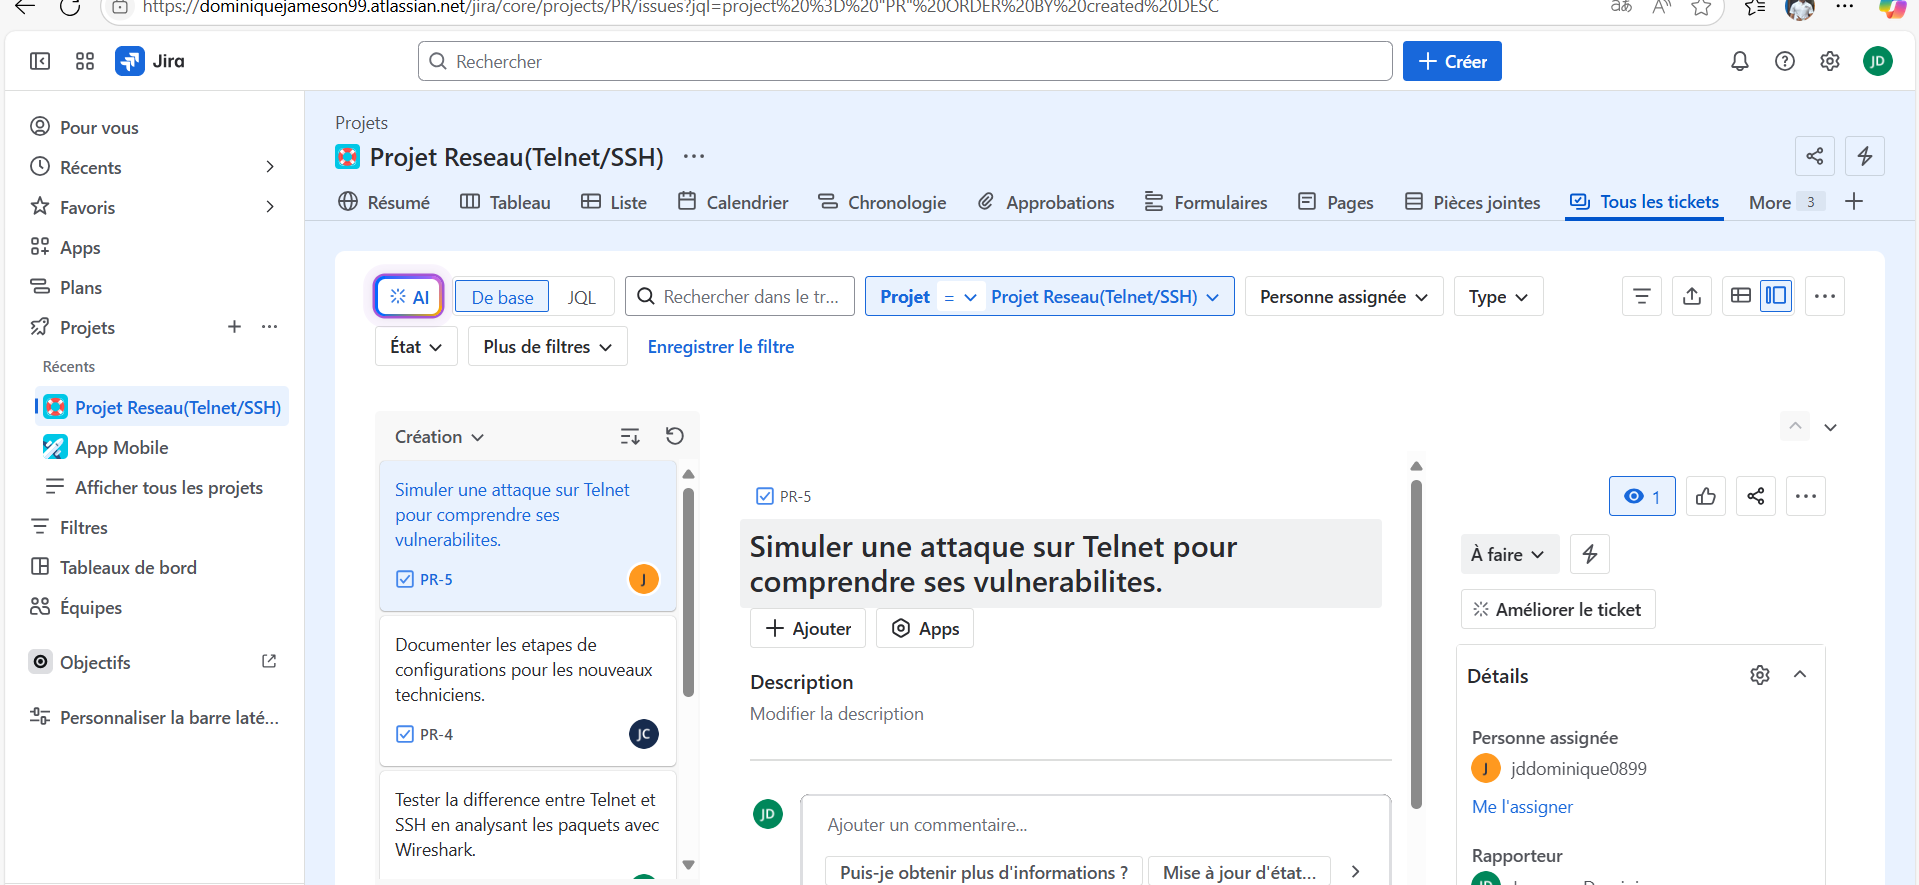 https://dominiquejameson99.atlassian.net/jira/core/projects/PR/issues?jql=project%20%3D%20"PR"%20ORDER%20BY%20created%20DESC
Jira
Rechercher
Créer
JD
Pour vous
Récents
Favoris
Apps
Plans
Projets
Récents
Projet Reseau(Telnet/SSH)
App Mobile
Afficher tous les projets
Filtres
Tableaux de bord
Équipes
Objectifs
Personnaliser la barre laté...
Projets
Projet Reseau(Telnet/SSH)
Résumé
Tableau
Liste
Calendrier
Chronologie
Approbations
Formulaires
Pages
Pièces jointes
Tous les tickets
More 3
AI
De base
JQL
Rechercher dans le tr...
Projet = Projet Reseau(Telnet/SSH)
Personne assignée
Type
État
Plus de filtres
Enregistrer le filtre
Création
Simuler une attaque sur Telnet
pour comprendre ses
vulnerabilites.
PR-5
J
Documenter les etapes de
configurations pour les nouveaux
techniciens.
PR-4
JC
Tester la difference entre Telnet et
SSH en analysant les paquets avec
Wireshark.
PR-5
Simuler une attaque sur Telnet pour
comprendre ses vulnerabilites.
Ajouter
Apps
Description
Modifier la description
JD
Ajouter un commentaire...
Puis-je obtenir plus d'informations ?
Mise à jour d'état...
1
À faire
Améliorer le ticket
Détails
Personne assignée
J
jddominique0899
Me l'assigner
Rapporteur
JD